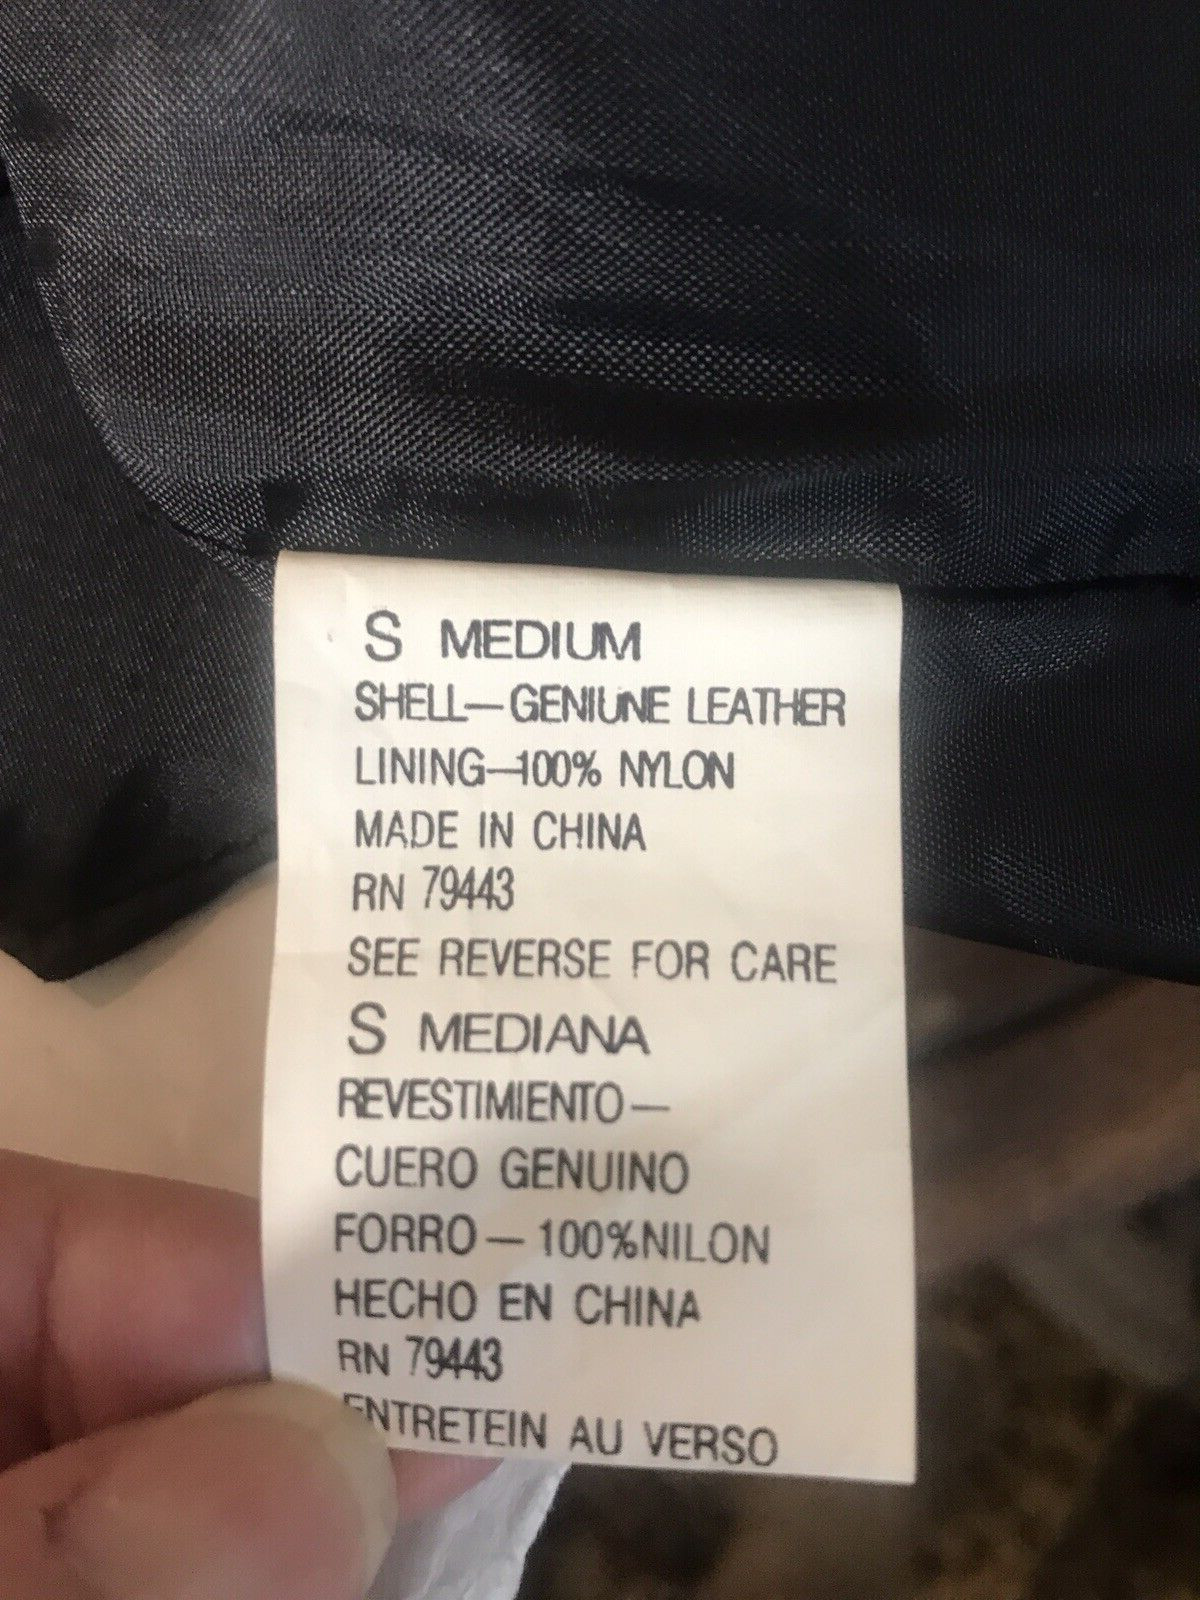 S MEDIUM
SHELL—GENIUNE LEATHER
LINING—100% NYLON
MADE IN CHINA
RN 79443
SEE REVERSE FOR CARE
S MEDIANA
REVESTIMIENTO—
CUERO GENUINO
FORRO—100%NILON
HECHO EN CHINA
RN 79443
ENTRETEIN AU VERSO